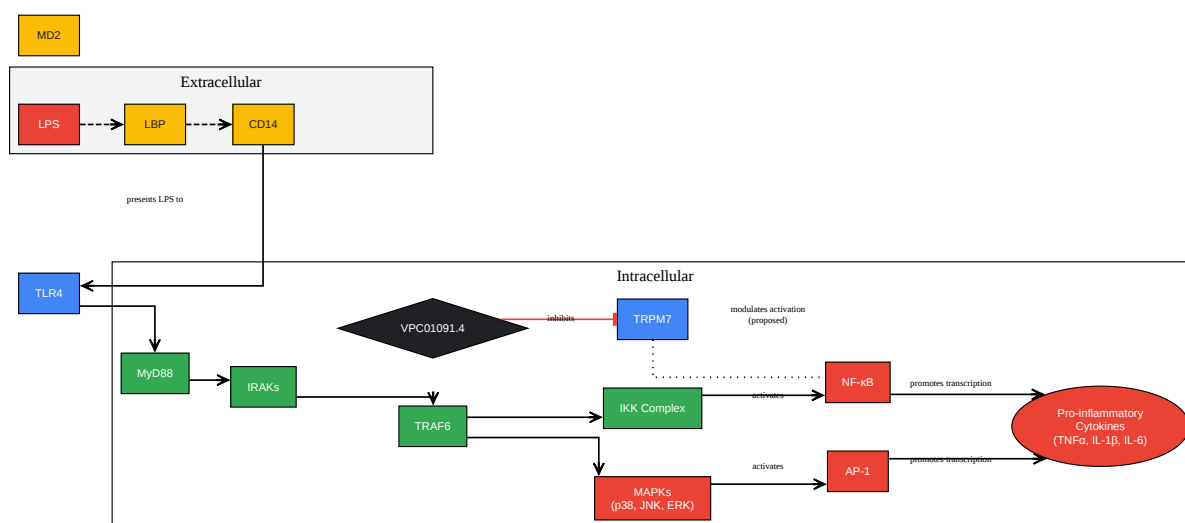 MD2
Extracellular
LPS
LBP
CD14
presents LPS to
Intracellular
TLR4
VPC01091.4
inhibits
TRPM7
modulates activation
(proposed)
MyD88
IRAKs
TRAF6
IKK Complex
activates
NF-κB
promotes transcription
Pro-inflammatory
Cytokines
(TNFα, IL-1β, IL-6)
MAPKs
(p38, JNK, ERK)
activates
AP-1
promotes transcription